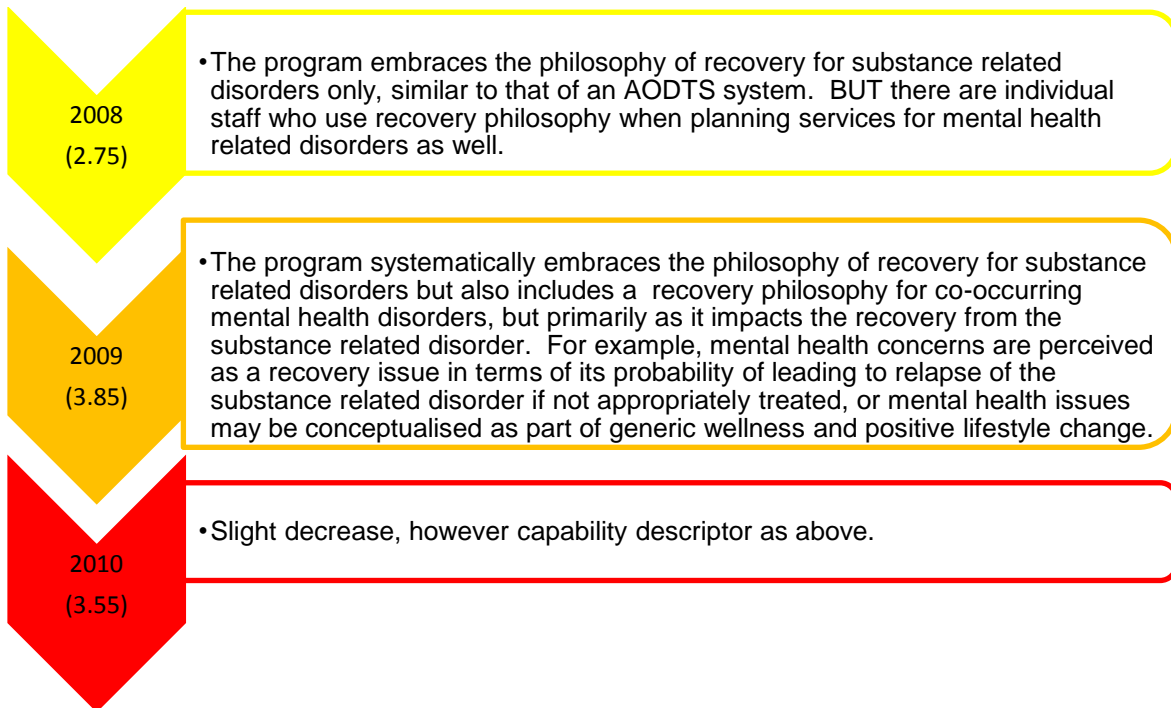 2008
(2.75)
•The program embraces the philosophy of recovery for substance related
disorders only, similar to that of an AODTS system.  BUT there are individual
staff who use recovery philosophy when planning services for mental health
related disorders as well.
2009
(3.85)
•The program systematically embraces the philosophy of recovery for substance
related disorders but also includes a  recovery philosophy for co-occurring
mental health disorders, but primarily as it impacts the recovery from the
substance related disorder.  For example, mental health concerns are perceived
as a recovery issue in terms of its probability of leading to relapse of the
substance related disorder if not appropriately treated, or mental health issues
may be conceptualised as part of generic wellness and positive lifestyle change.
2010
(3.55)
•Slight decrease, however capability descriptor as above.